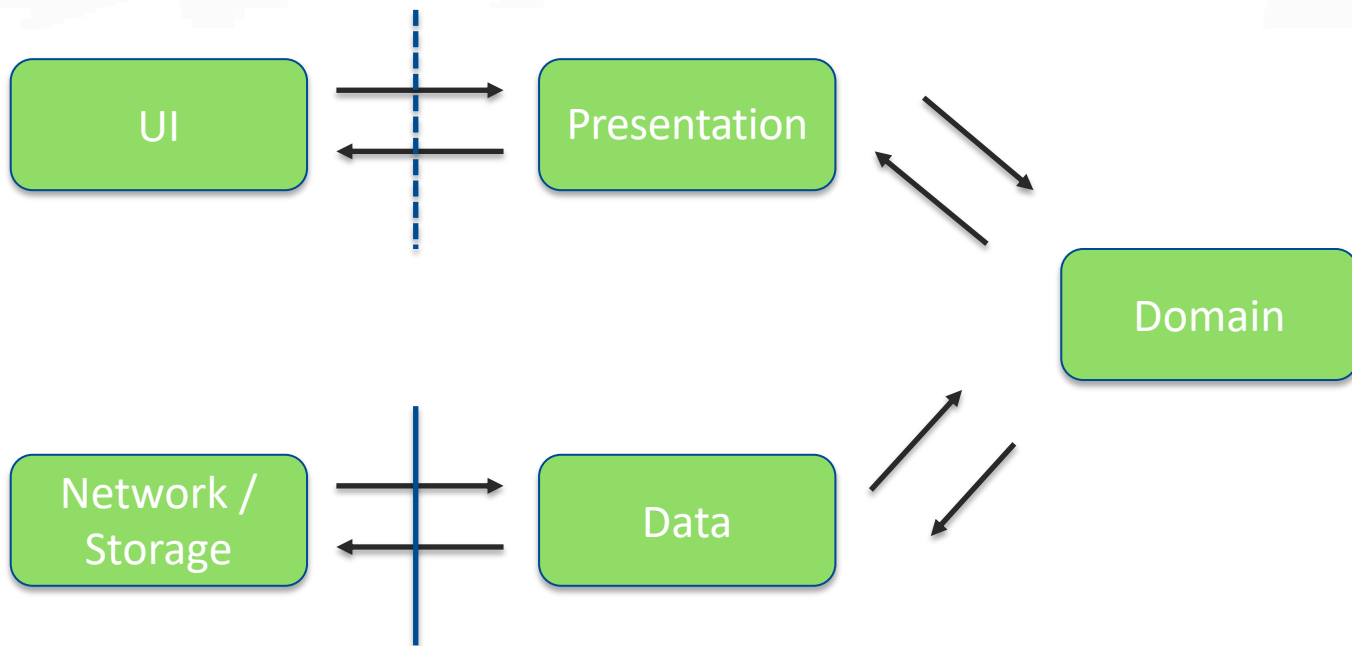 UI
Presentation
Domain
Network /
Storage
Data